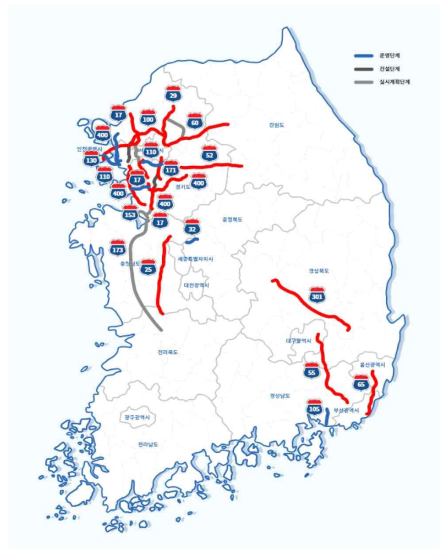 운영단계
건설단계
실시계획단계
29
17
100
60
강원도
400
인천광역시
110
52
130
171
110
17
400
경기도
400
400
153
17
충청북도
32
173
세종특별자치시
충청남도
25
대전광역시
경상북도
301
대구광역시
전라북도
55
울산광역시
65
경상남도
105
부산광역시
광주광역시
전라남도